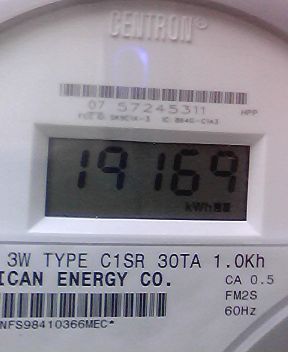 CENTRON®
07 57245311 HPP
19169
kWh
3W TYPE C1SR 30TA 1.0Kh
ICAN ENERGY CO. CA 0.5
FM2S
60Hz
NFS98410366MEC*